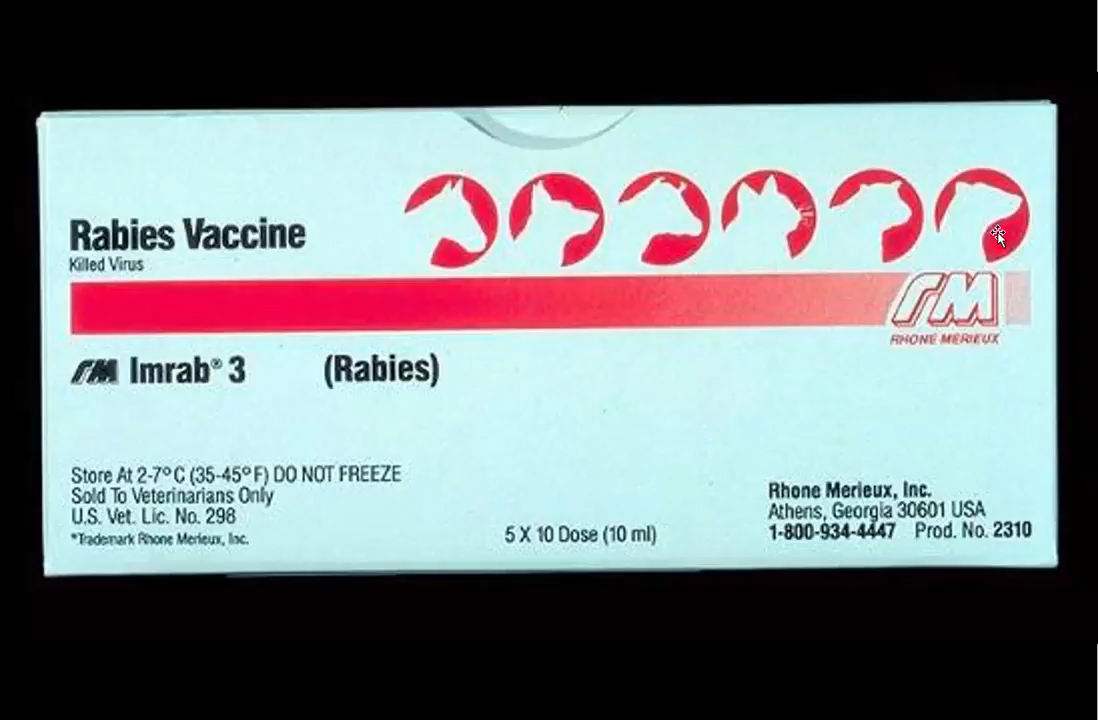 Rabies Vaccine
Killed Virus
RM
RHONE MERIEUX
RM Imrab® 3 (Rabies)
Store At 2-7°C (35-45°F) DO NOT FREEZE
Sold To Veterinarians Only
U.S. Vet. Lic. No. 298
*Trademark Rhone Merieux, Inc.
5 X 10 Dose (10 ml)
Rhone Merieux, Inc.
Athens, Georgia 30601 USA
1-800-934-4447 Prod. No. 2310